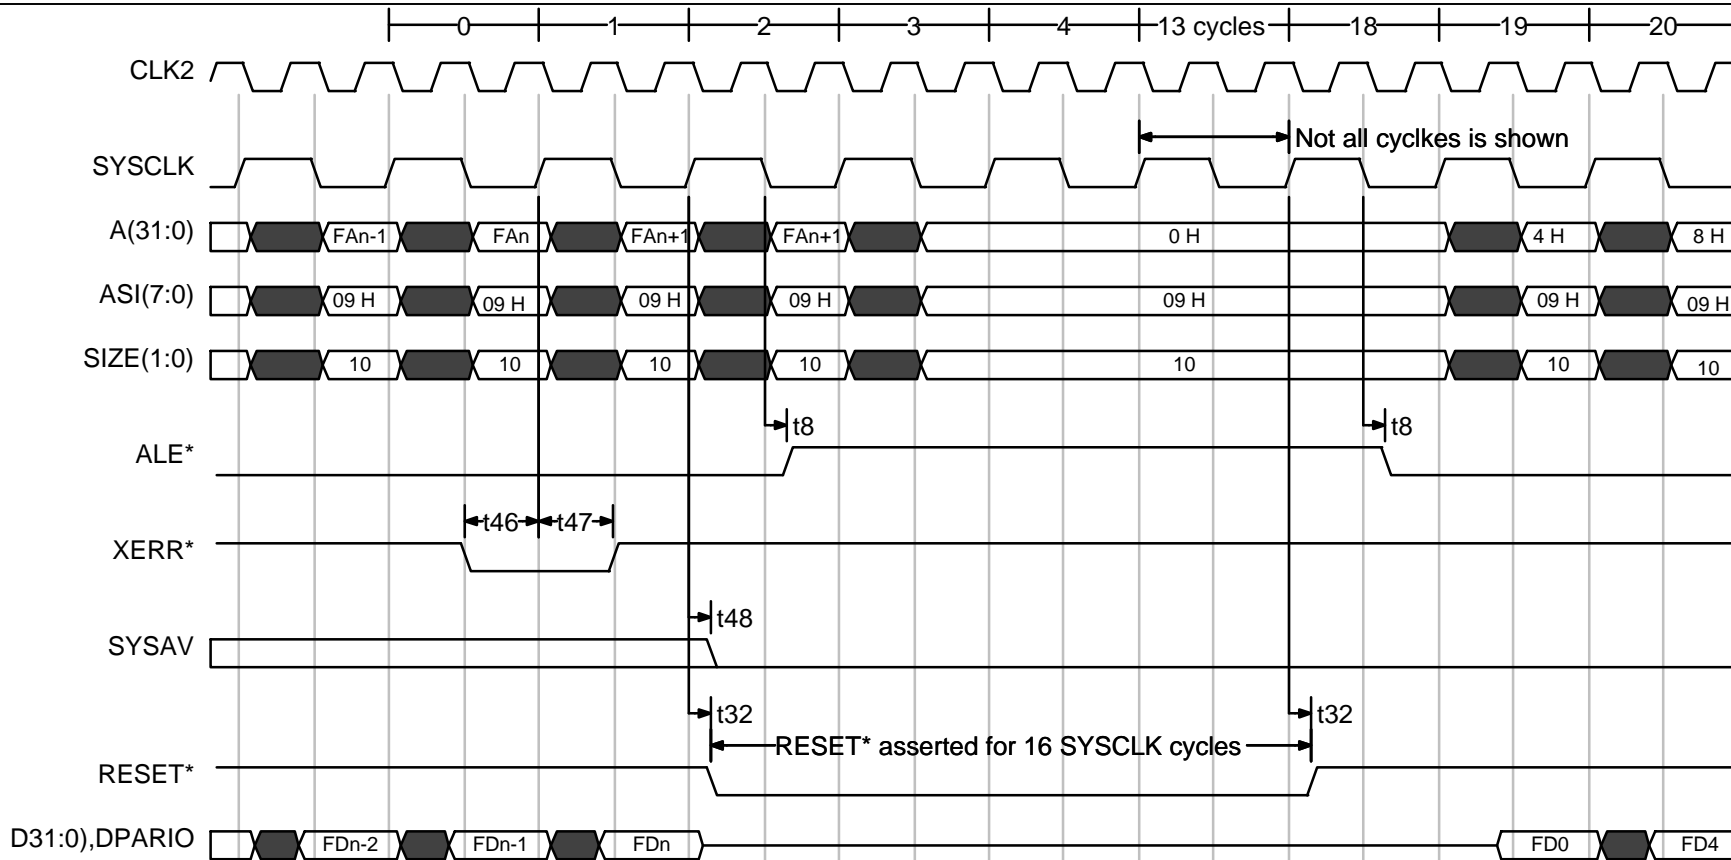 0 1 2 3 4 13 cycles 18 19 20
CLK2
Not all cyclkes is shown
SYSCLK
A(31:0) FAn-1 FAn FAn+1 FAn+1 0 H 4 H 8 H
ASI(7:0) 09 H 09 H 09 H 09 H 09 H 09 H 09 H
SIZE(1:0) 10 10 10 10 10 10 10
t8 t8
ALE*
t46 t47
XERR*
t48
SYSAV
t32 t32
RESET* asserted for 16 SYSCLK cycles
RESET*
D31:0),DPARIO FDn-2 FDn-1 FDn FD0 FD4